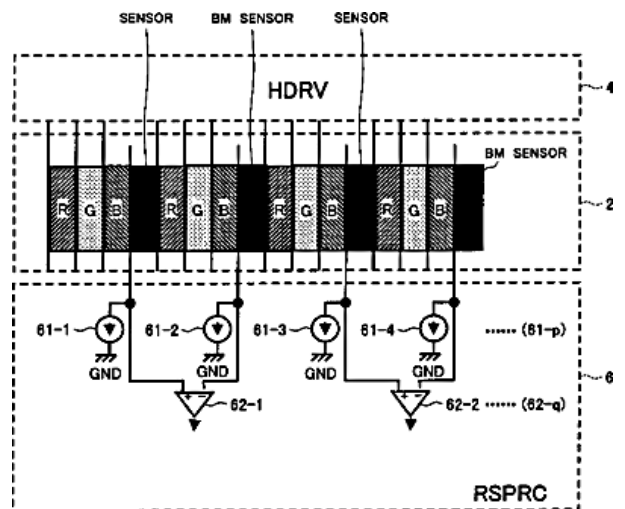 SENSOR BM SENSOR SENSOR
HDRV
4
BM SENSOR
R G B R G B R G B R G B
2
61-1 61-2 61-3 61-4 ······(61-p)
GND GND GND GND
6
62-1 62-2 ······(62-q)
RSPRC